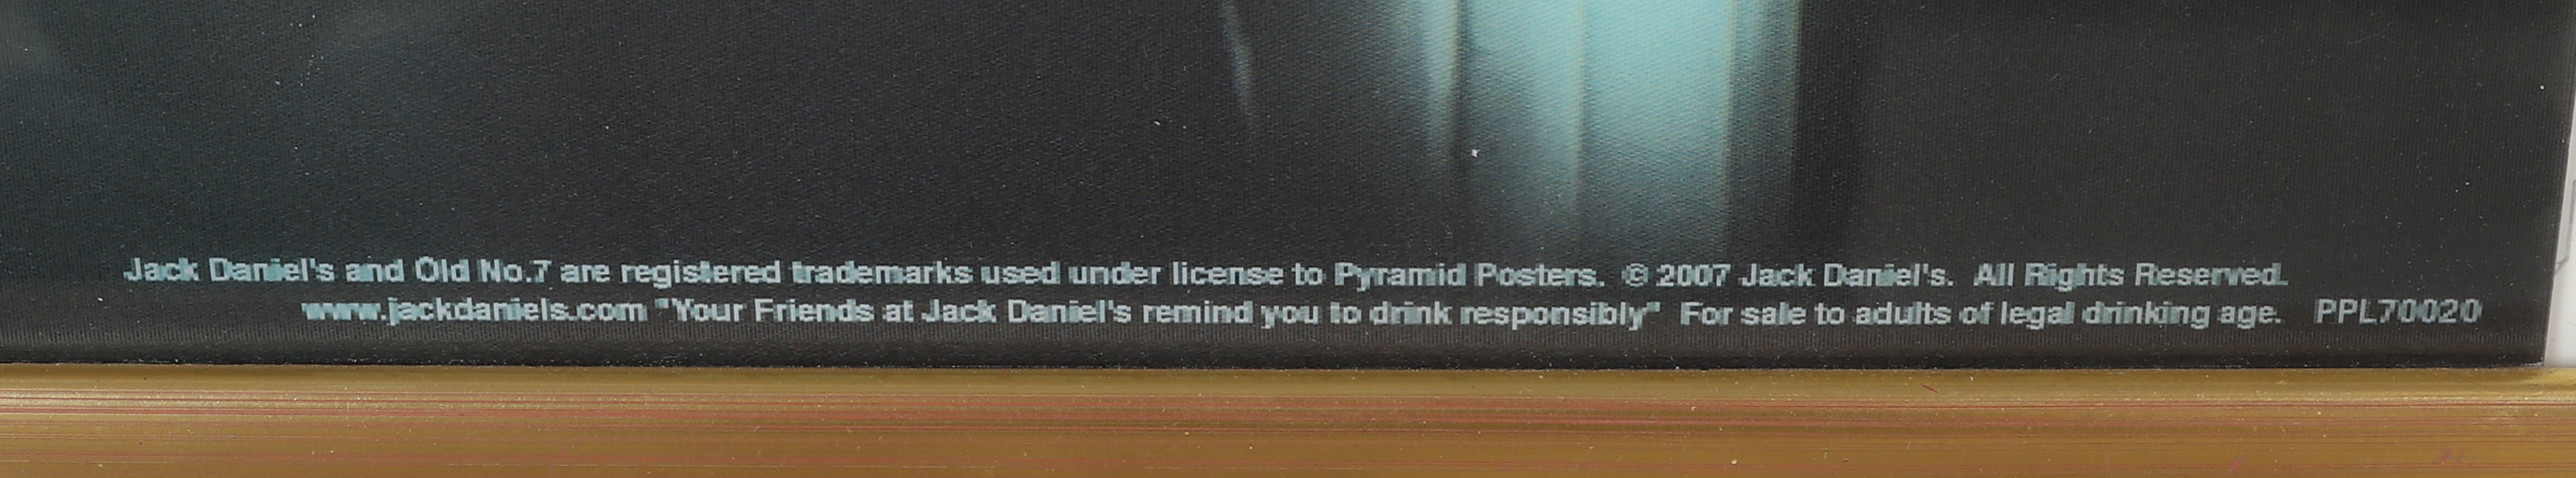 Jack Daniel's and Old No.7 are registered trademarks used under license to Pyramid Posters. © 2007 Jack Daniel's. All Rights Reserved.
www.jackdaniels.com "Your Friends at Jack Daniel's remind you to drink responsibly" For sale to adults of legal drinking age. PPL70020